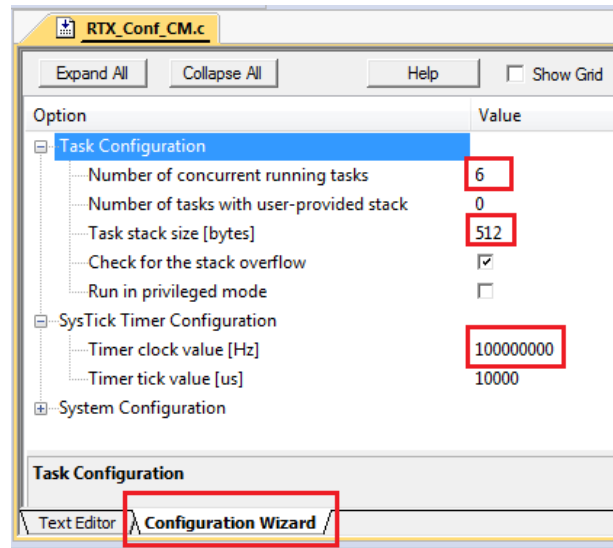 RTX_Conf_CM.c
Expand All Collapse All Help Show Grid
Option Value
Task Configuration
Number of concurrent running tasks 6
Number of tasks with user-provided stack 0
Task stack size [bytes] 512
Check for the stack overflow
Run in privileged mode
SysTick Timer Configuration
Timer clock value [Hz] 100000000
Timer tick value [us] 10000
System Configuration
Task Configuration
Text Editor Configuration Wizard